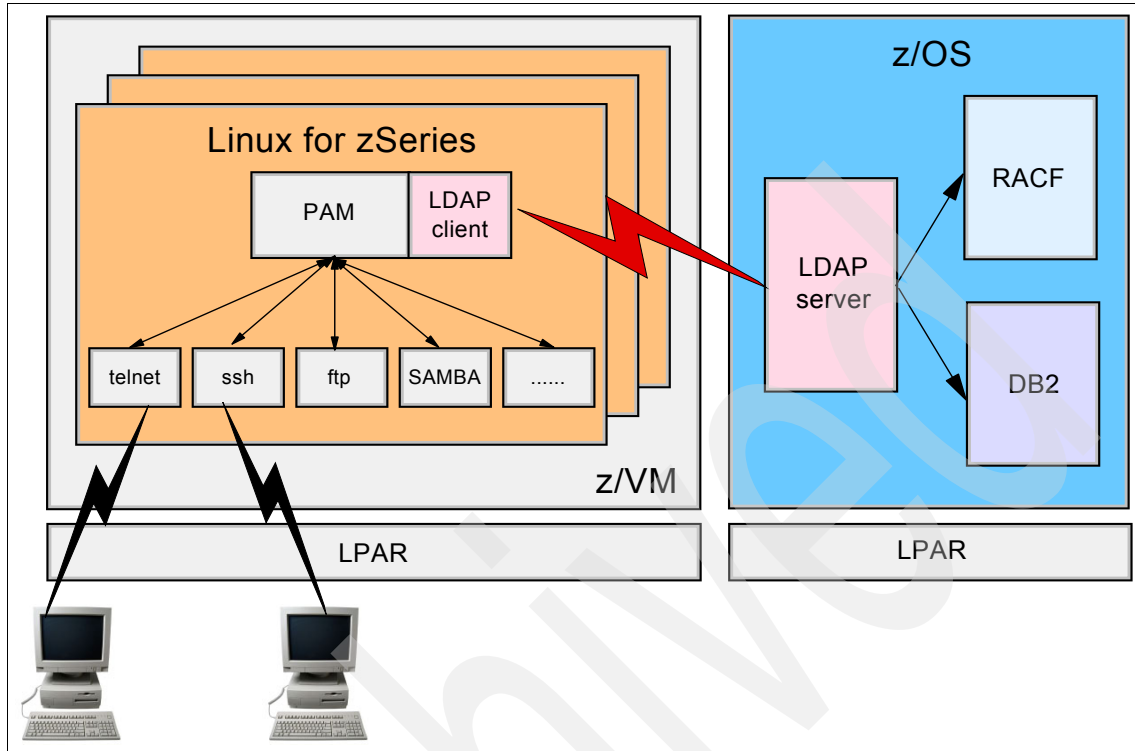 z/OS
Linux for zSeries
PAM
LDAP
client
RACF
LDAP
server
telnet
ssh
ftp
SAMBA
......
DB2
z/VM
LPAR
LPAR